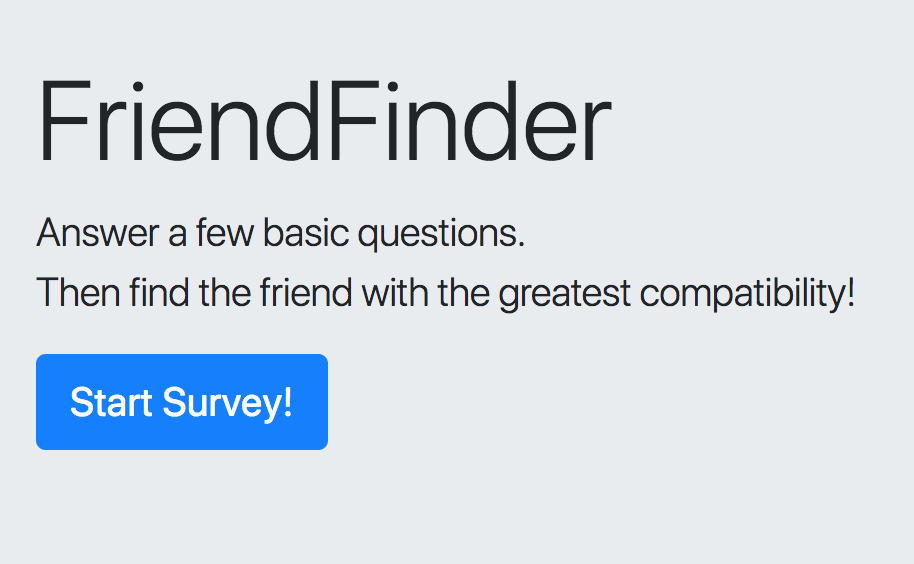 FriendFinder
Answer a few basic questions.
Then find the friend with the greatest compatibility!
Start Survey!